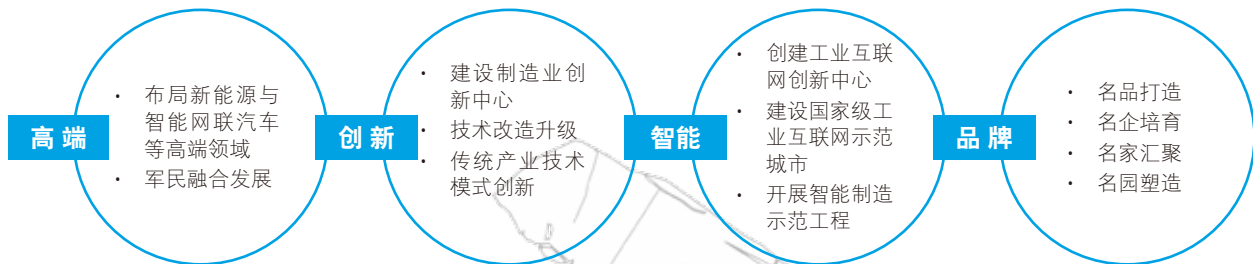 高端
• 布局新能源与
智能网联汽车
等高端领域
• 军民融合发展
创新
• 建设制造业创
新中心
• 技术改造升级
• 传统产业技术
模式创新
智能
• 创建工业互联
网创新中心
• 建设国家级工
业互联网示范
城市
• 开展智能制造
示范工程
品牌
• 名品打造
• 名企培育
• 名家汇聚
• 名园塑造